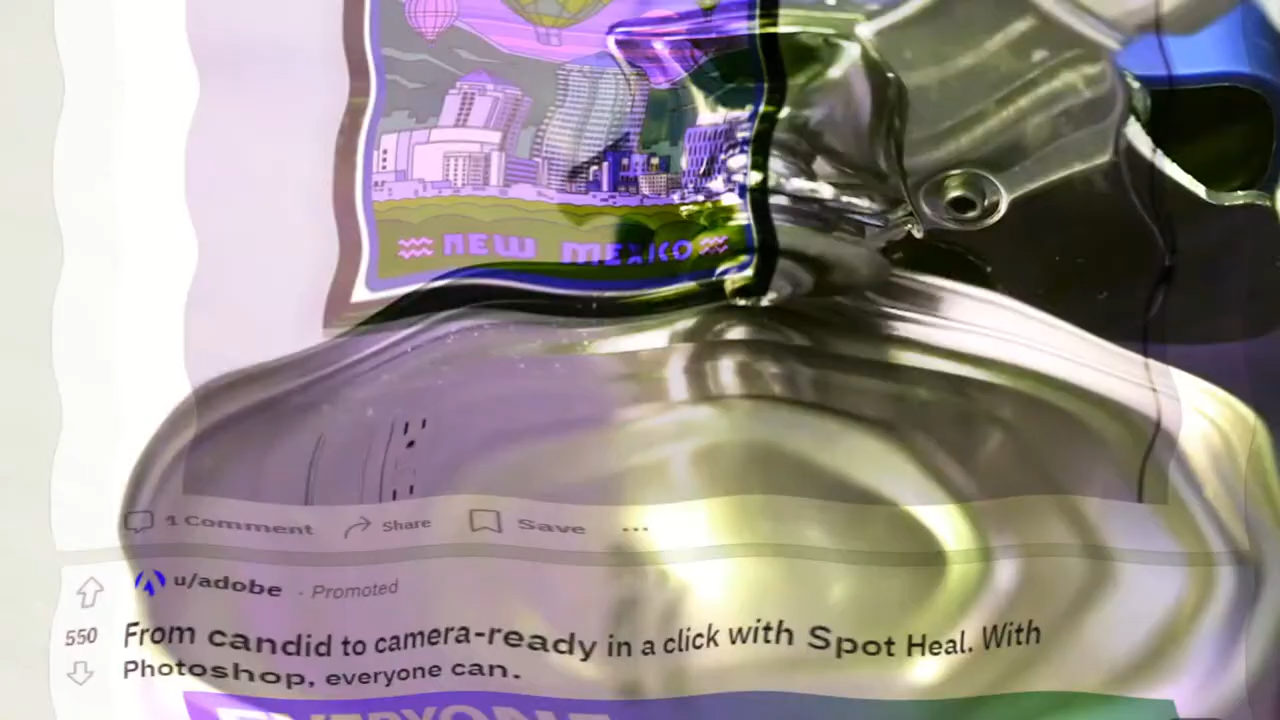 NEW MEXICO
1 Comment Share Save ...
u/adobe · Promoted
550
From candid to camera-ready in a click with Spot Heal. With
Photoshop, everyone can.
EVERYONE